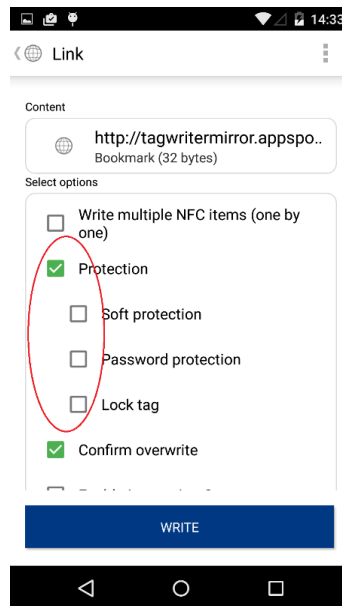 14:33
Link
Content
http://tagwritermirror.appspo..
Bookmark (32 bytes)
Select options
Write multiple NFC items (one by
one)
Protection
Soft protection
Password protection
Lock tag
Confirm overwrite
WRITE